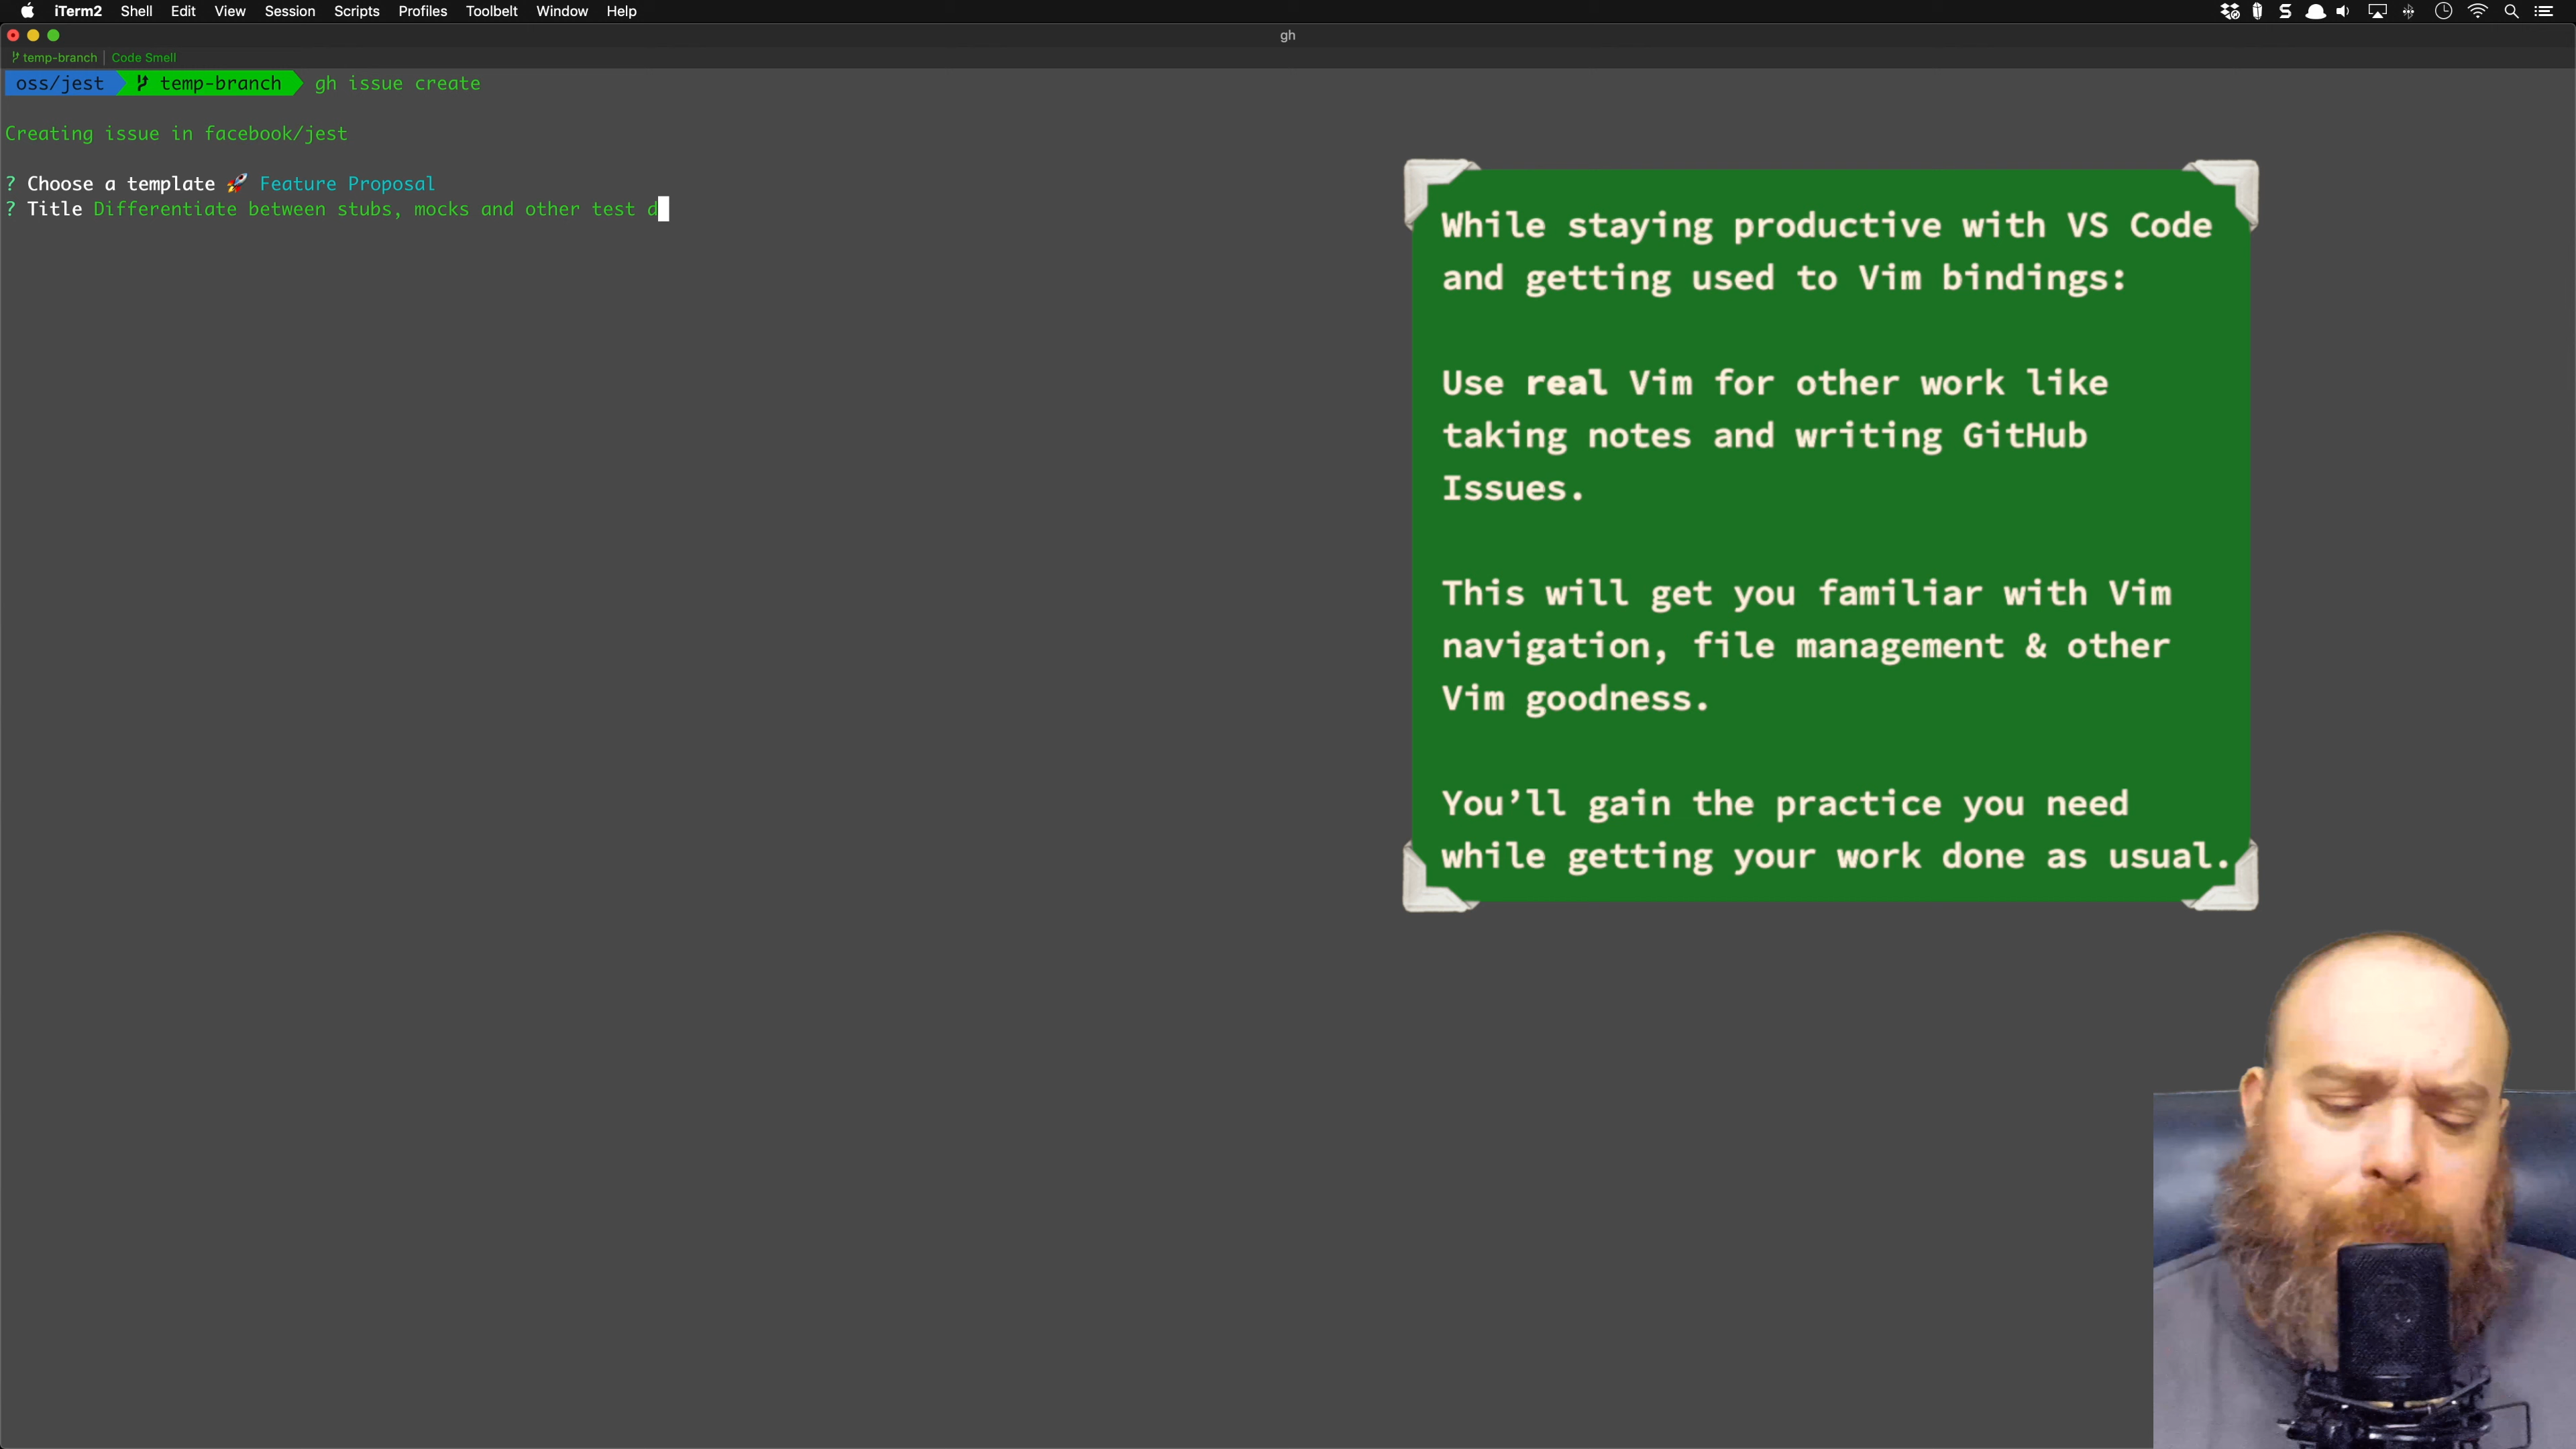 iTerm2 Shell Edit View Session Scripts Profiles Toolbelt Window Help
gh
temp-branch | Code Smell
oss/jest temp-branch gh issue create
Creating issue in facebook/jest
? Choose a template 🚀 Feature Proposal
? Title Differentiate between stubs, mocks and other test d
While staying productive with VS Code
and getting used to Vim bindings:
Use real Vim for other work like
taking notes and writing GitHub
Issues.
This will get you familiar with Vim
navigation, file management & other
Vim goodness.
You’ll gain the practice you need
while getting your work done as usual.